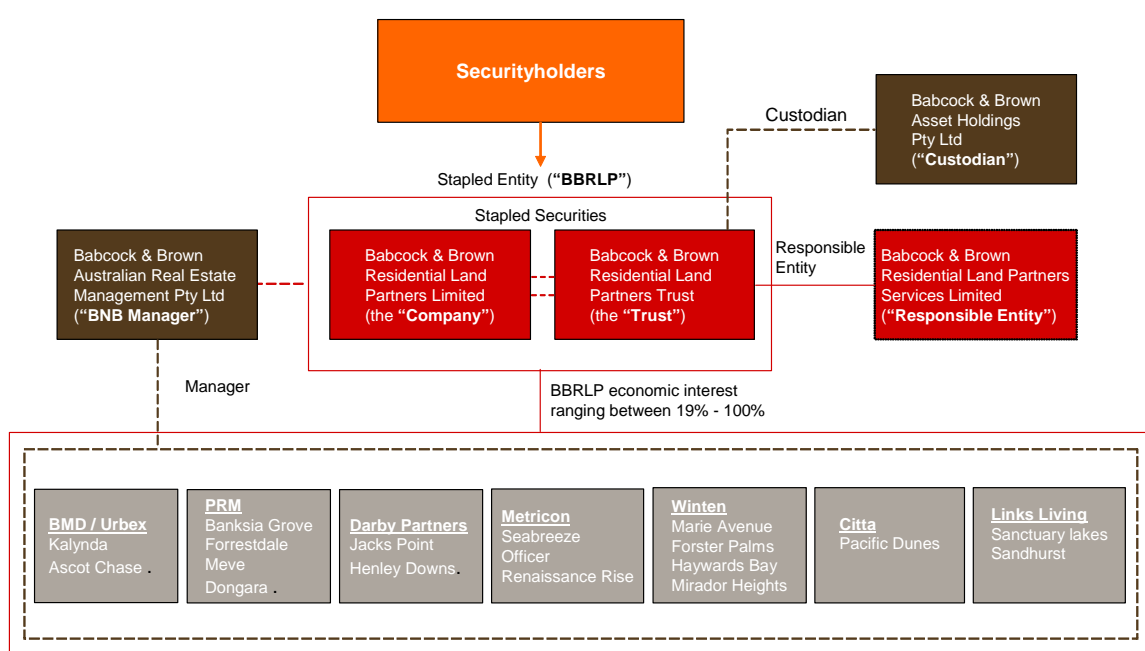 Securityholders
Custodian
Babcock & Brown
Asset Holdings
Pty Ltd
(“Custodian”)
Stapled Entity (“BBRLP”)
Stapled Securities
Babcock & Brown
Australian Real Estate
Management Pty Ltd
(“BNB Manager”)
Babcock & Brown
Residential Land
Partners Limited
(the “Company”)
Babcock & Brown
Residential Land
Partners Trust
(the “Trust”)
Responsible
Entity
Babcock & Brown
Residential Land Partners
Services Limited
(“Responsible Entity”)
Manager
BBRLP economic interest
ranging between 19% - 100%
BMD / Urbex
Kalynda
Ascot Chase .
PRM
Banksia Grove
Forrestdale
Meve
Dongara .
Darby Partners
Jacks Point
Henley Downs.
Metricon
Seabreeze
Officer
Renaissance Rise
Winten
Marie Avenue
Forster Palms
Haywards Bay
Mirador Heights
Citta
Pacific Dunes
Links Living
Sanctuary lakes
Sandhurst